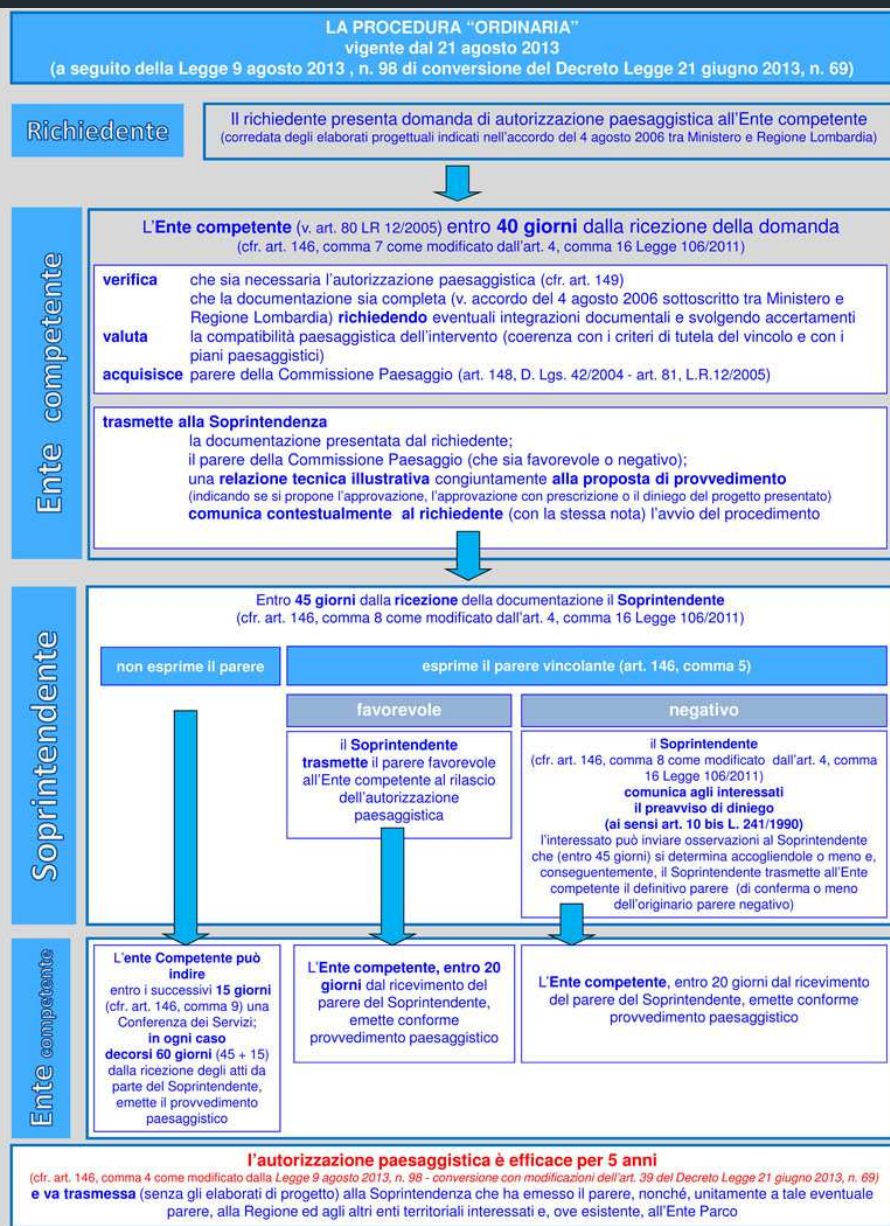 LA PROCEDURA “ORDINARIA”
vigente dal 21 agosto 2013
(a seguito della Legge 9 agosto 2013 , n. 98 di conversione del Decreto Legge 21 giugno 2013, n. 69)
Richiedente
Il richiedente presenta domanda di autorizzazione paesaggistica all'Ente competente
(corredata degli elaborati progettuali indicati nell'accordo del 4 agosto 2006 tra Ministero e Regione Lombardia)
Ente competente
L'Ente competente (v. art. 80 LR 12/2005) entro 40 giorni dalla ricezione della domanda
(cfr. art. 146, comma 7 come modificato dall'art. 4, comma 16 Legge 106/2011)
verifica che sia necessaria l'autorizzazione paesaggistica (cfr. art. 149)
che la documentazione sia completa (v. accordo del 4 agosto 2006 sottoscritto tra Ministero e
Regione Lombardia) richiedendo eventuali integrazioni documentali e svolgendo accertamenti
valuta la compatibilità paesaggistica dell'intervento (coerenza con i criteri di tutela del vincolo e con i
piani paesaggistici)
acquisisce parere della Commissione Paesaggio (art. 148, D. Lgs. 42/2004 - art. 81, L.R.12/2005)
trasmette alla Soprintendenza
la documentazione presentata dal richiedente;
il parere della Commissione Paesaggio (che sia favorevole o negativo);
una relazione tecnica illustrativa congiuntamente alla proposta di provvedimento
(indicando se si propone l'approvazione, l'approvazione con prescrizione o il diniego del progetto presentato)
comunica contestualmente al richiedente (con la stessa nota) l'avvio del procedimento
Soprintendente
Entro 45 giorni dalla ricezione della documentazione il Soprintendente
(cfr. art. 146, comma 8 come modificato dall'art. 4, comma 16 Legge 106/2011)
non esprime il parere
esprime il parere vincolante (art. 146, comma 5)
favorevole
il Soprintendente
trasmette il parere favorevole
all'Ente competente al rilascio
dell'autorizzazione
paesaggistica
negativo
il Soprintendente
(cfr. art. 146, comma 8 come modificato dall'art. 4, comma
16 Legge 106/2011)
comunica agli interessati
il preavviso di diniego
(ai sensi art. 10 bis L. 241/1990)
l'interessato può inviare osservazioni al Soprintendente
che (entro 45 giorni) si determina accogliendole o meno e,
conseguentemente, il Soprintendente trasmette all'Ente
competente il definitivo parere (di conferma o meno
dell'originario parere negativo)
Ente competente
L'ente Competente può
indire
entro i successivi 15 giorni
(cfr. art. 146, comma 9) una
Conferenza dei Servizi;
in ogni caso
decorsi 60 giorni (45 + 15)
dalla ricezione degli atti da
parte del Soprintendente,
emette il provvedimento
paesaggistico
L'Ente competente, entro 20
giorni dal ricevimento del
parere del Soprintendente,
emette conforme
provvedimento paesaggistico
L'Ente competente, entro 20 giorni dal ricevimento
del parere del Soprintendente, emette conforme
provvedimento paesaggistico
l'autorizzazione paesaggistica è efficace per 5 anni
(cfr. art. 146, comma 4 come modificato dalla Legge 9 agosto 2013, n. 98 - conversione con modificazioni dell'art. 39 del Decreto Legge 21 giugno 2013, n. 69)
e va trasmessa (senza gli elaborati di progetto) alla Soprintendenza che ha emesso il parere, nonché, unitamente a tale eventuale
parere, alla Regione ed agli altri enti territoriali interessati e, ove esistente, all'Ente Parco